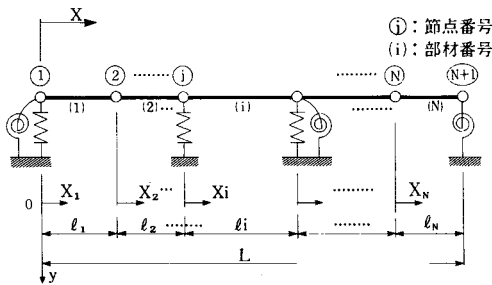 X
ⓙ：節点番号
(i)：部材番号
① ② ‥‥‥ ⓙ ‥‥‥ Ⓝ (N+1)
(1) (2)… (i) ‥‥‥ (N)
0 X₁ X₂… Xi ‥‥‥ X_N
ℓ₁ ℓ₂ ‥‥‥ ℓi ‥‥‥ ℓ_N
L
y